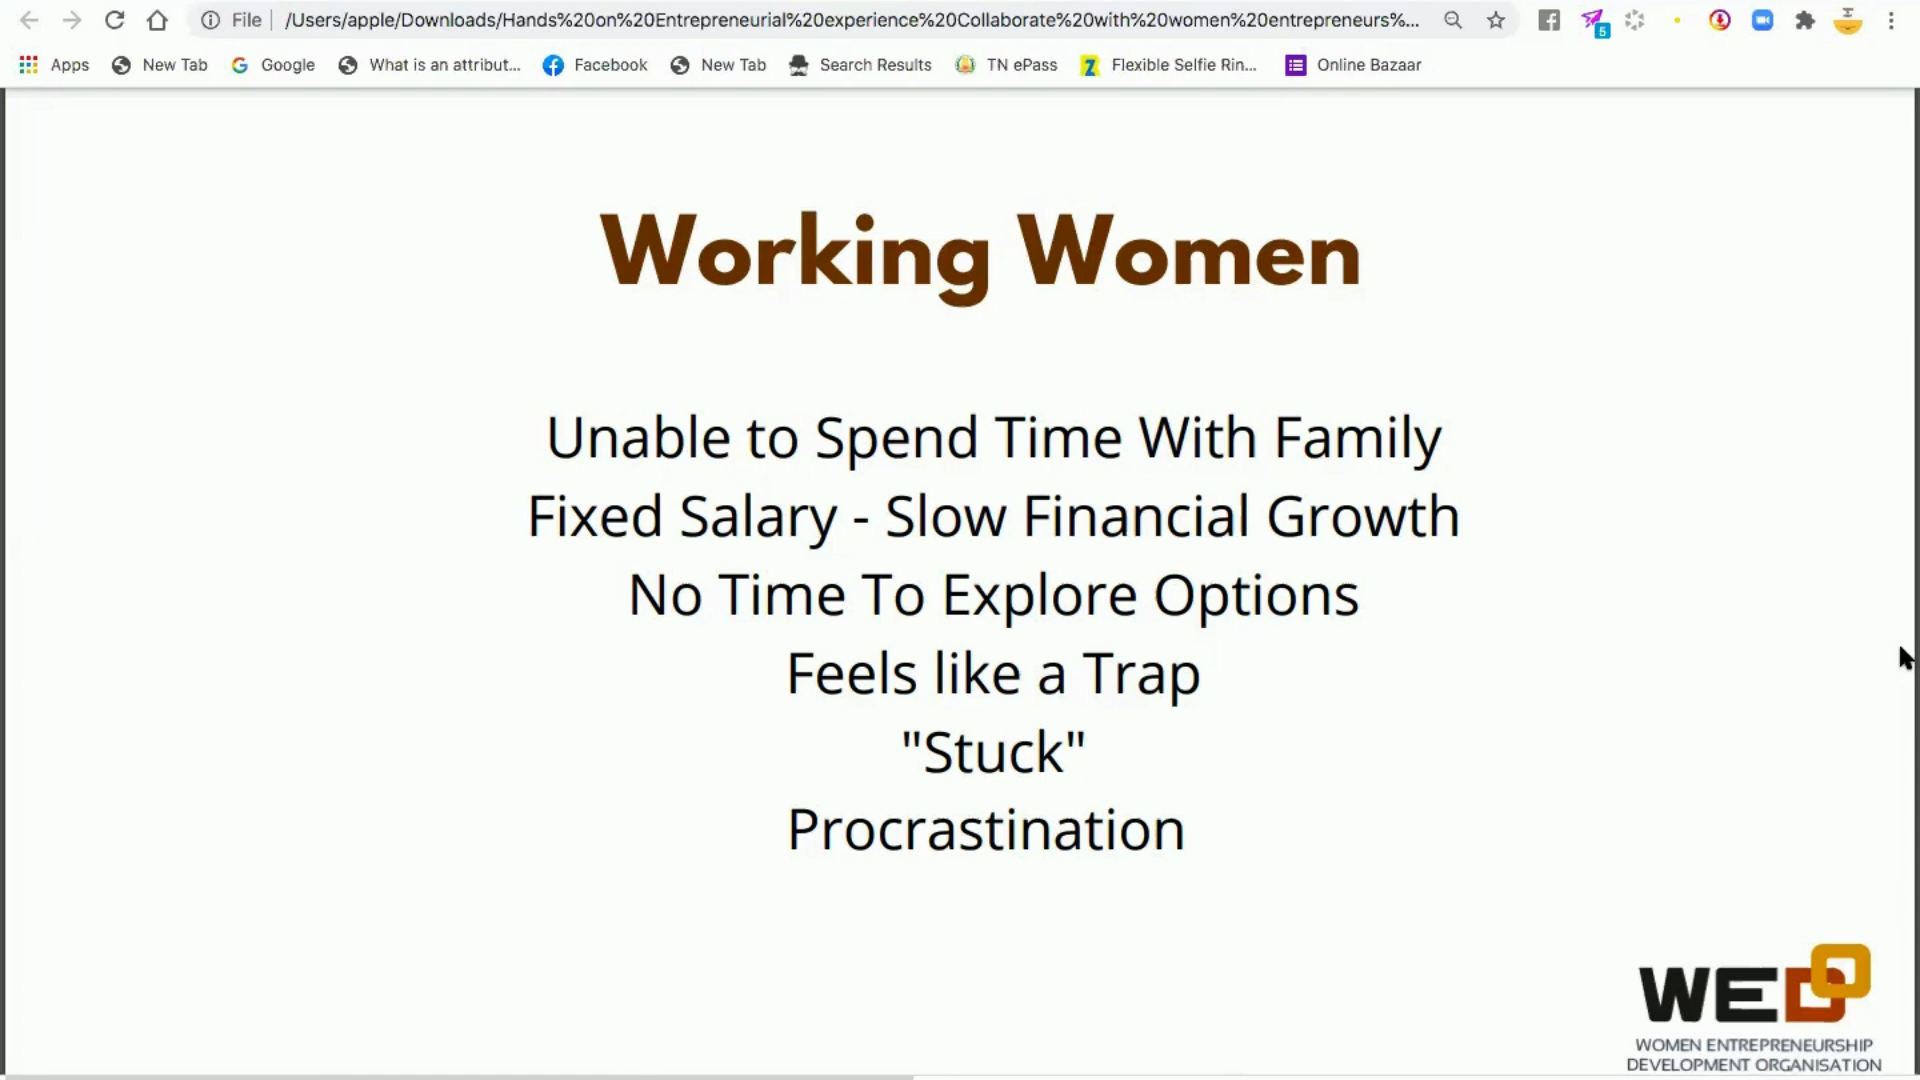 File
/Users/apple/Downloads/Hands%20on%20Entrepreneurial%20experience%20Collaborate%20with%20women%20entrepreneurs%...
5
Apps
New Tab
Google
What is an attribut...
Facebook
New Tab
Search Results
TN ePass
Flexible Selfie Rin...
Online Bazaar
Working Women
Unable to Spend Time With Family
Fixed Salary - Slow Financial Growth
No Time To Explore Options
Feels like a Trap
"Stuck"
Procrastination
WEDO
WOMEN ENTREPRENEURSHIP
DEVELOPMENT ORGANISATION